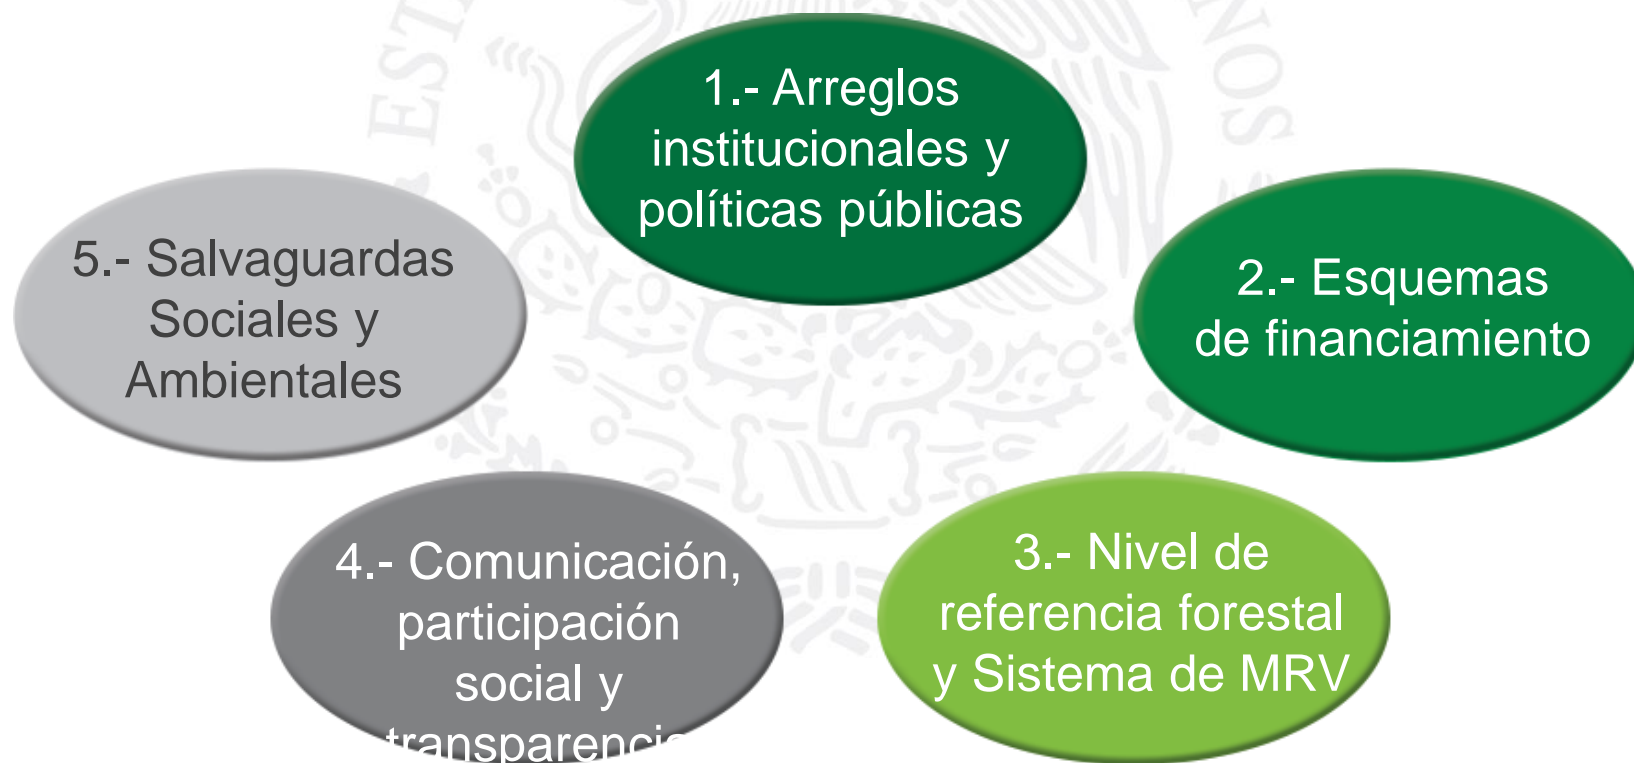 1.- Arreglos
institucionales y
políticas públicas
2.- Esquemas
de financiamiento
3.- Nivel de
referencia forestal
y Sistema de MRV
4.- Comunicación,
participación
social y
transparencia
5.- Salvaguardas
Sociales y
Ambientales